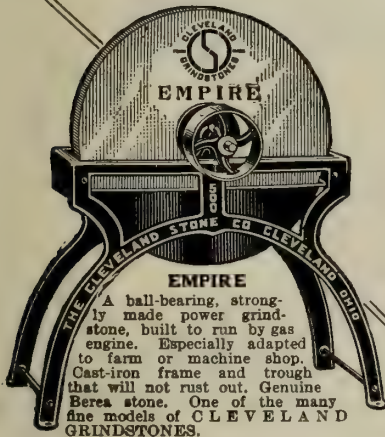 CLEVELAND
GRINDSTONES
EMPIRE
500
THE CLEVELAND STONE CO CLEVELAND OHIO
EMPIRE
A ball-bearing, strong-
ly made power grind-
stone, built to run by gas
engine. Especially adapted
to farm or machine shop.
Cast-iron frame and trough
that will not rust out. Genuine
Berea stone. One of the many
fine models of CLEVELAND
GRINDSTONES.